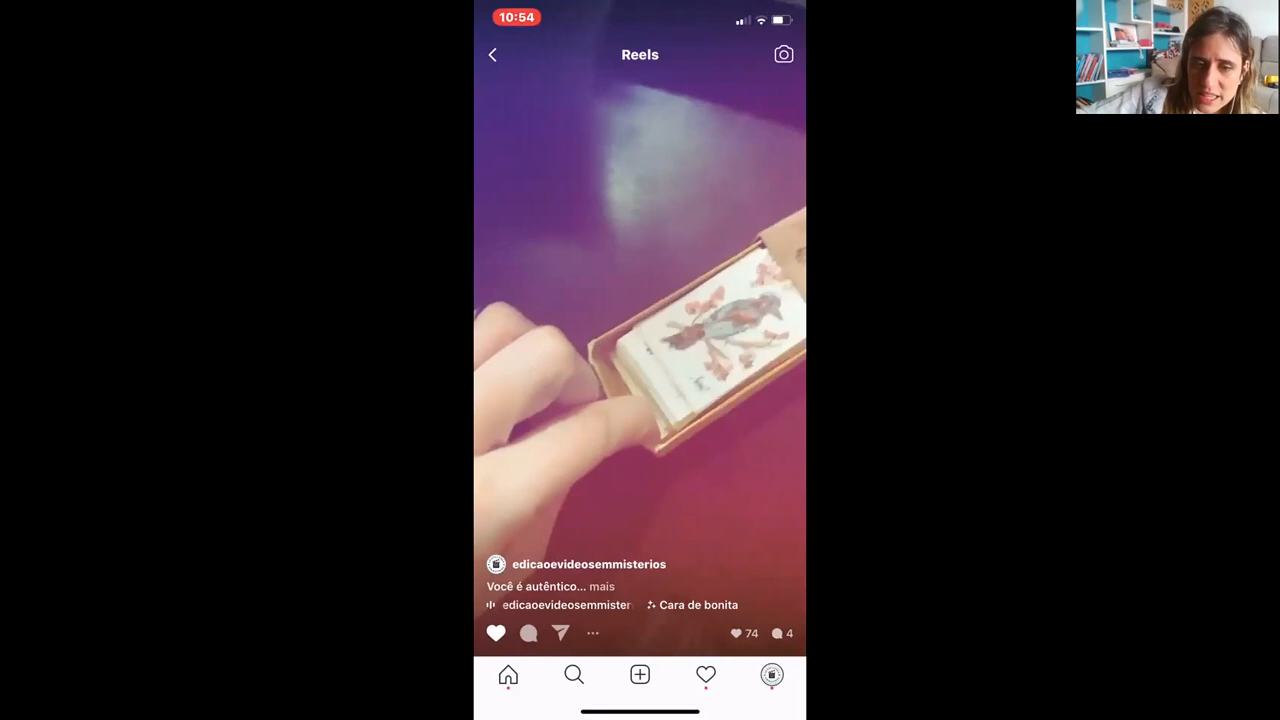 10:54
Reels
edicaoevideosemmisterios
Você é autêntico... mais
edicaoevideosemmister
Cara de bonita
74
4